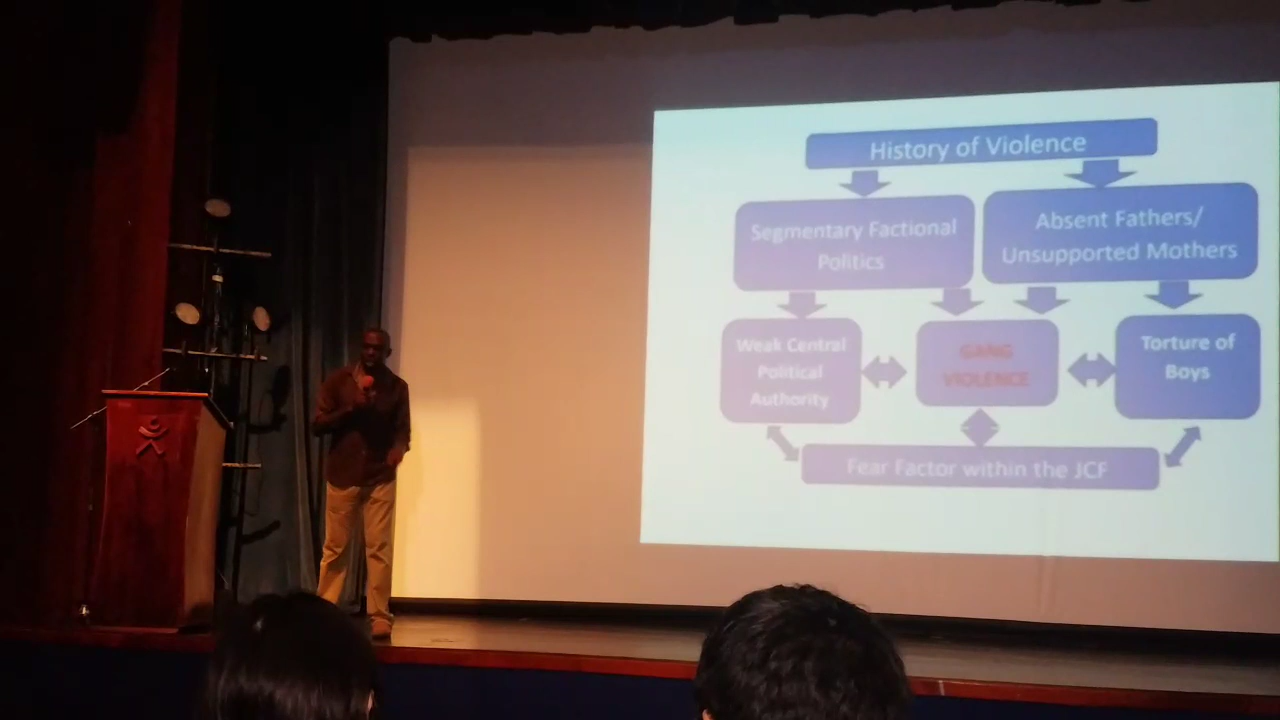 History of Violence
Segmentary Factional
Politics
Absent Fathers/
Unsupported Mothers
Weak Central
Political
Authority
GANG
VIOLENCE
Torture of
Boys
Fear Factor within the JCF